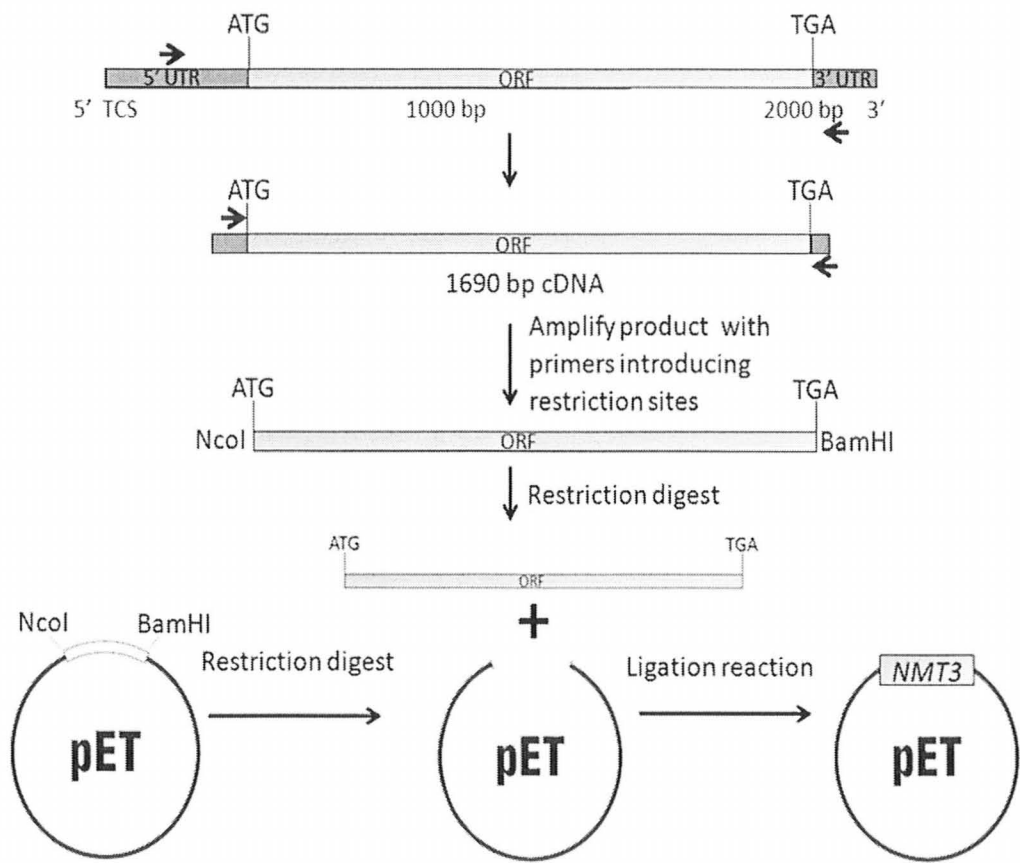 ATG TGA
5' UTR ORF 3' UTR
5' TCS 1000 bp 2000 bp 3'
ATG TGA
ORF
1690 bp cDNA
Amplify product with
primers introducing
restriction sites
ATG TGA
NcoI ORF BamHI
Restriction digest
ATG TGA
ORF
+
NcoI BamHI
Restriction digest
Ligation reaction
NMT3
pET pET pET